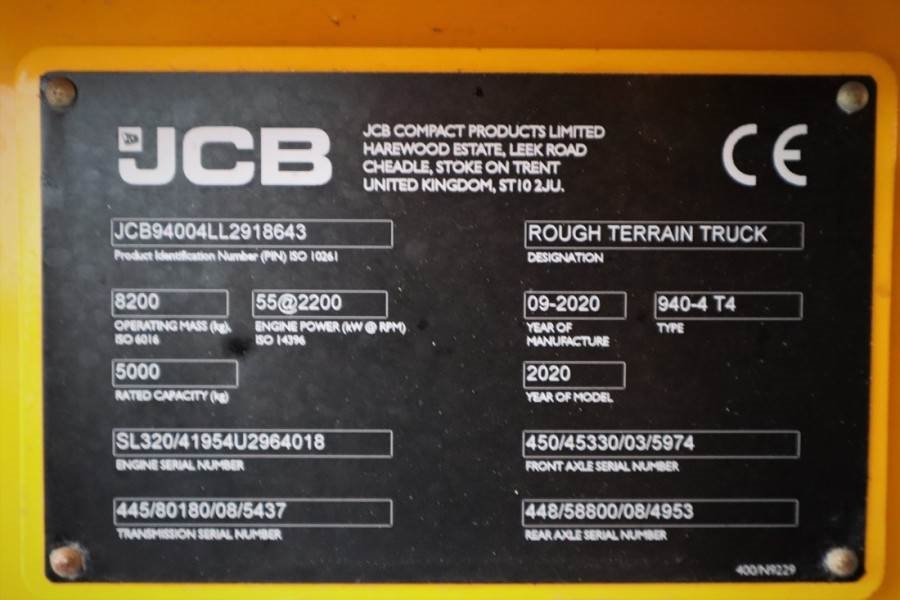 JCB
JCB COMPACT PRODUCTS LIMITED
HAREWOOD ESTATE, LEEK ROAD
CHEADLE, STOKE ON TRENT
UNITED KINGDOM, ST10 2JU.
CE
JCB94004LL2918643
Product Identification Number (PIN) ISO 10261
ROUGH TERRAIN TRUCK
DESIGNATION
8200
OPERATING MASS (kg),
ISO 6016
55@2200
ENGINE POWER (kW @ RPM)
ISO 14396
09-2020
YEAR OF
MANUFACTURE
940-4 T4
TYPE
5000
RATED CAPACITY (kg)
2020
YEAR OF MODEL
SL320/41954U2964018
ENGINE SERIAL NUMBER
450/45330/03/5974
FRONT AXLE SERIAL NUMBER
445/80180/08/5437
TRANSMISSION SERIAL NUMBER
448/58800/08/4953
REAR AXLE SERIAL NUMBER
400/N9229